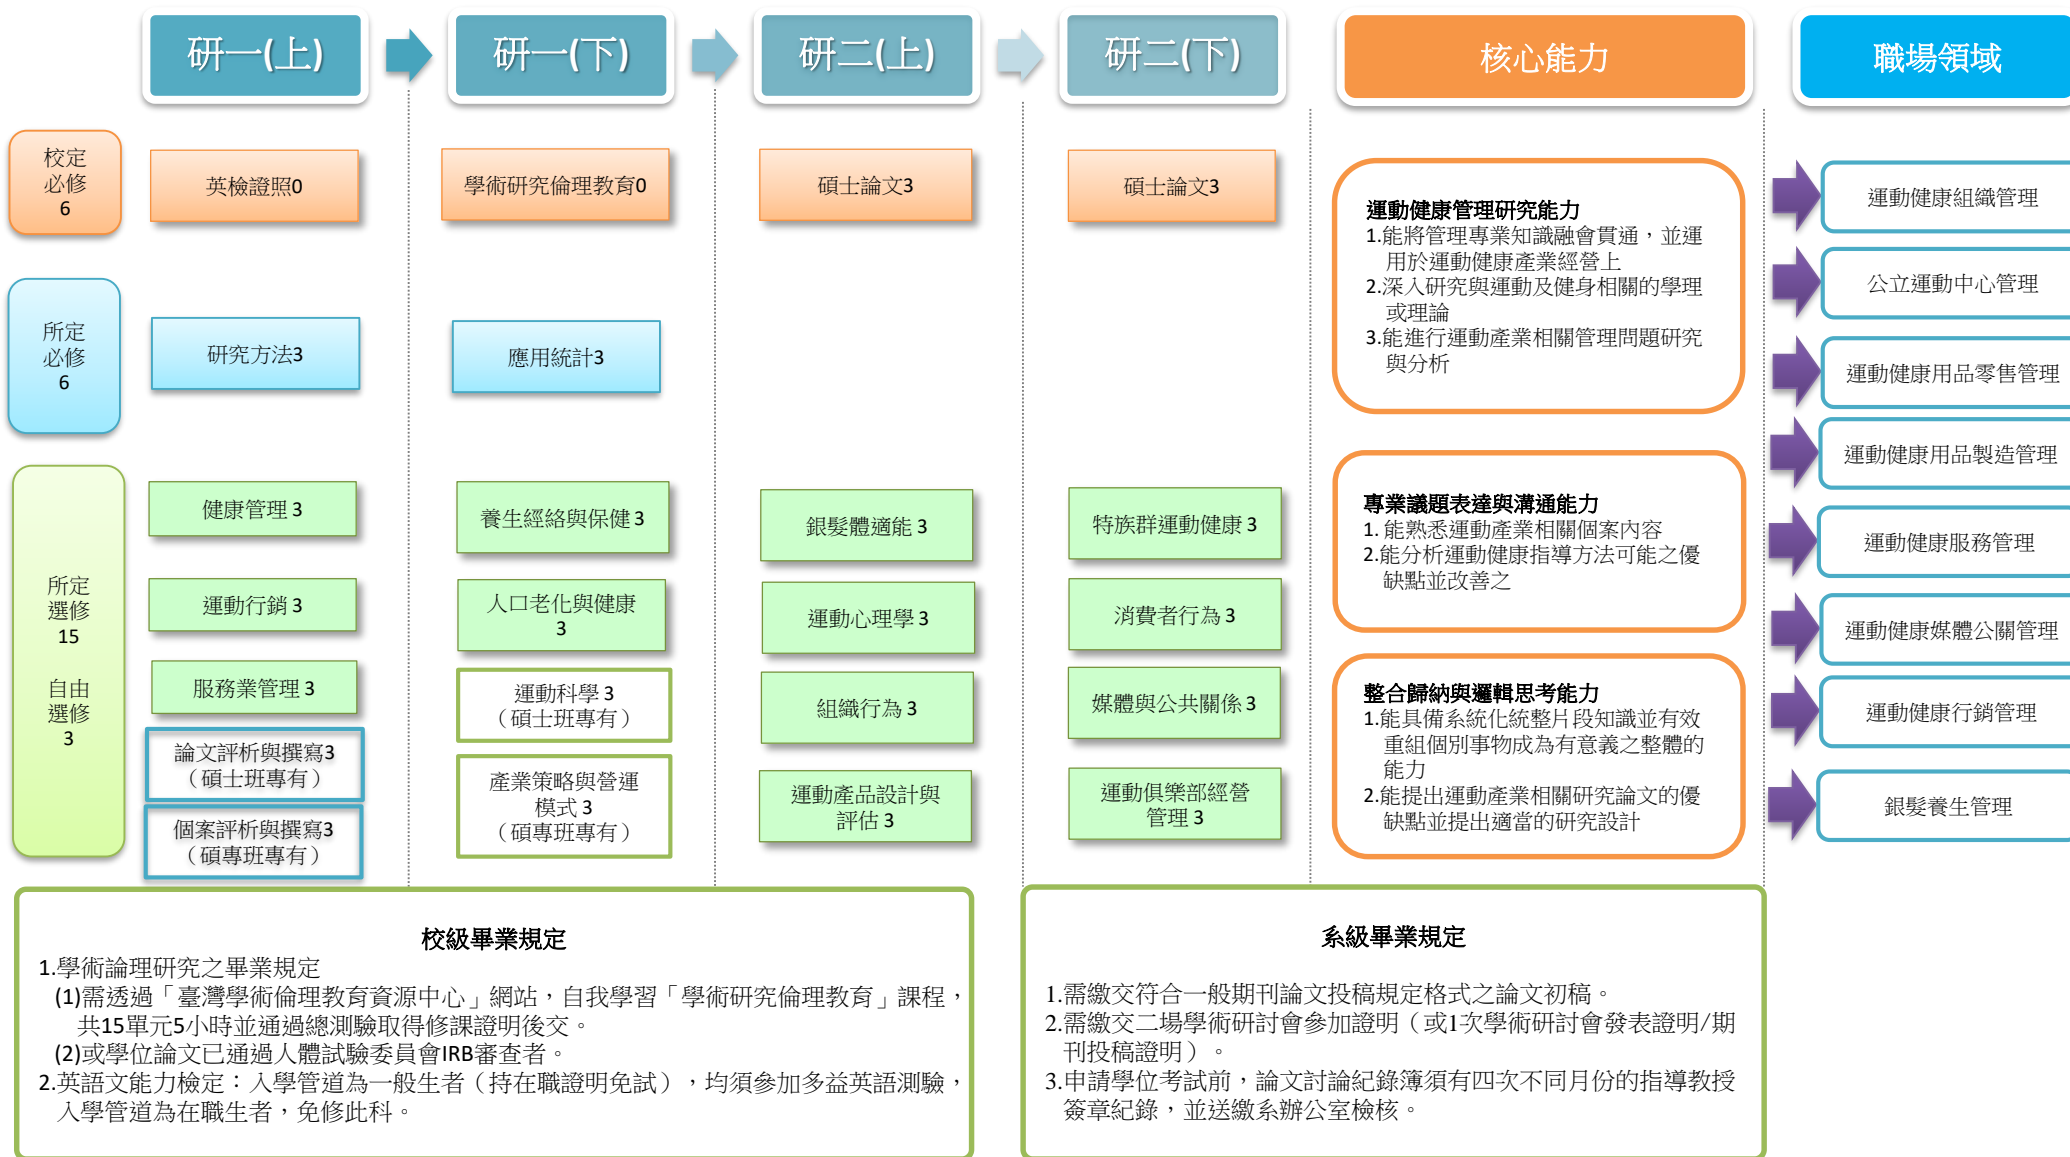 研一(上)
研一(下)
研二(上)
研二(下)
核心能力
職場領域
校定
必修
6
英檢證照0
學術研究倫理教育0
碩士論文3
碩士論文3
所定
必修
6
研究方法3
應用統計3
所定
選修
15
自由
選修
3
健康管理 3
運動行銷 3
服務業管理 3
論文評析與撰寫3
（碩士班專有）
個案評析與撰寫3
（碩專班專有）
養生經絡與保健 3
人口老化與健康
3
運動科學 3
（碩士班專有）
產業策略與營運
模式 3
（碩專班專有）
銀髮體適能 3
運動心理學 3
組織行為 3
運動產品設計與
評估 3
特族群運動健康 3
消費者行為 3
媒體與公共關係 3
運動俱樂部經營
管理 3
運動健康管理研究能力
1.能將管理專業知識融會貫通，並運
用於運動健康產業經營上
2.深入研究與運動及健身相關的學理
或理論
3.能進行運動產業相關管理問題研究
與分析
專業議題表達與溝通能力
1. 能熟悉運動產業相關個案內容
2.能分析運動健康指導方法可能之優
缺點並改善之
整合歸納與邏輯思考能力
1.能具備系統化統整片段知識並有效
重組個別事物成為有意義之整體的
能力
2.能提出運動產業相關研究論文的優
缺點並提出適當的研究設計
運動健康組織管理
公立運動中心管理
運動健康用品零售管理
運動健康用品製造管理
運動健康服務管理
運動健康媒體公關管理
運動健康行銷管理
銀髮養生管理
校級畢業規定
1.學術論理研究之畢業規定
(1)需透過「臺灣學術倫理教育資源中心」網站，自我學習「學術研究倫理教育」課程，
共15單元5小時並通過總測驗取得修課證明後交。
(2)或學位論文已通過人體試驗委員會IRB審查者。
2.英語文能力檢定：入學管道為一般生者（持在職證明免試），均須參加多益英語測驗，
入學管道為在職生者，免修此科。
系級畢業規定
1.需繳交符合一般期刊論文投稿規定格式之論文初稿。
2.需繳交二場學術研討會參加證明（或1次學術研討會發表證明/期
刊投稿證明）。
3.申請學位考試前，論文討論紀錄簿須有四次不同月份的指導教授
簽章紀錄，並送繳系辦公室檢核。